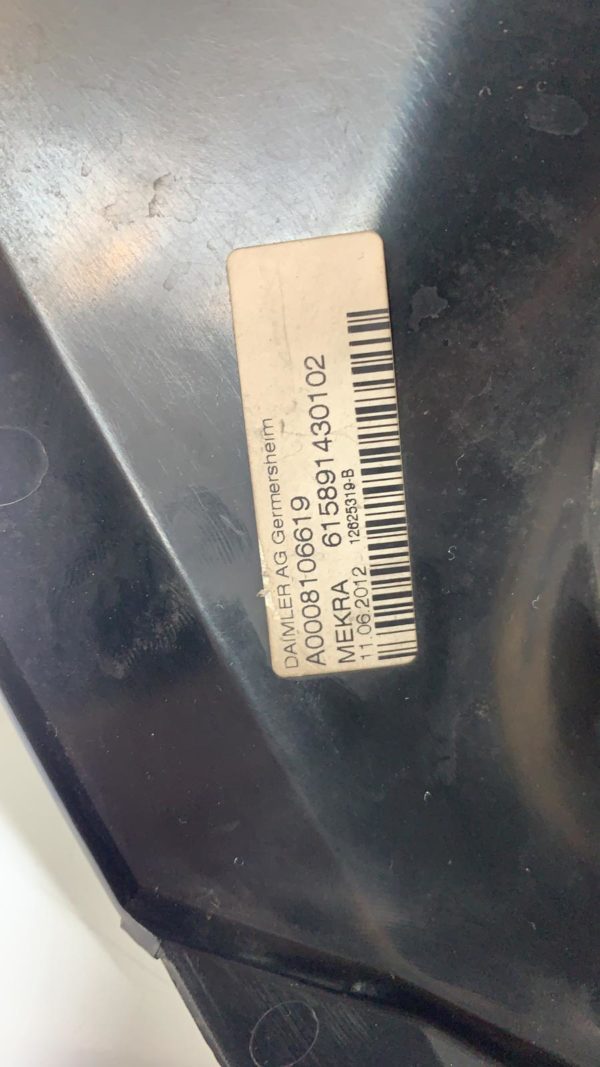 DAIMLER AG Germersheim
A0008106619
MEKRA 615891430102
11.06.2012 12625319-B